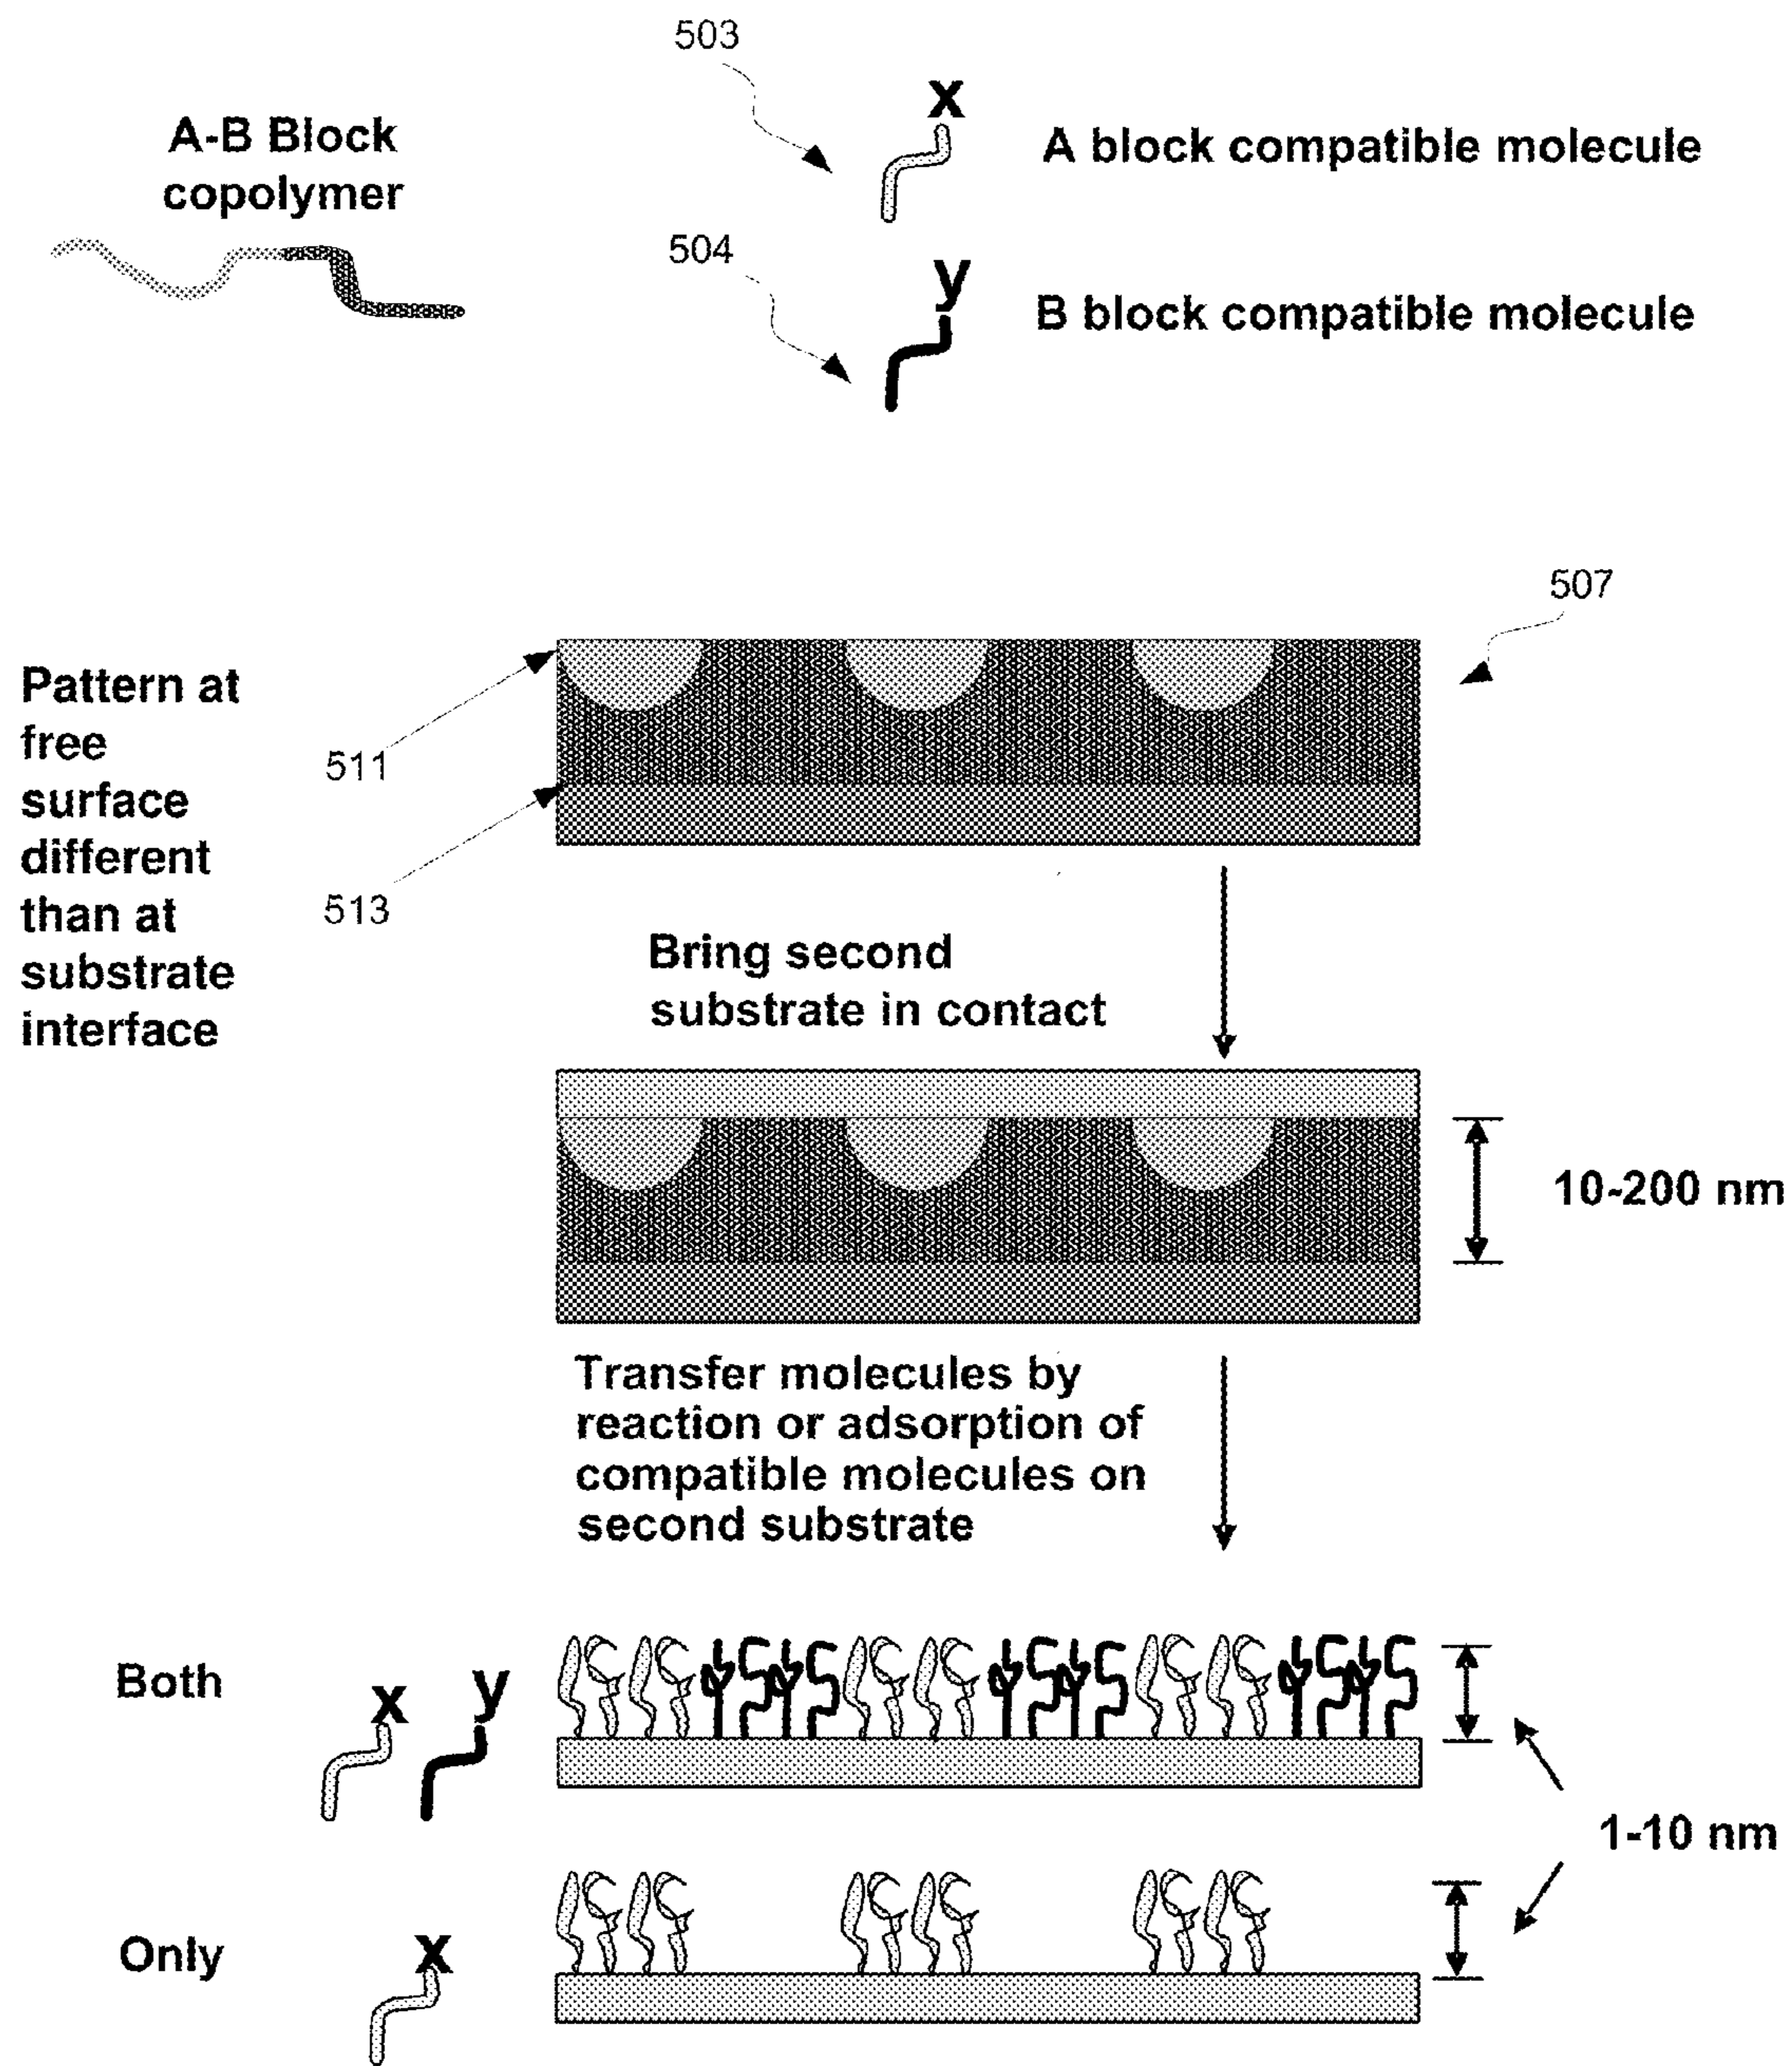 503
x
A-B Block
copolymer
A block compatible molecule
504
y
B block compatible molecule
507
Pattern at
free
surface
different
than at
substrate
interface
511
513
Bring second
substrate in contact
10-200 nm
Transfer molecules by
reaction or adsorption of
compatible molecules on
second substrate
Both
x y
1-10 nm
Only
x